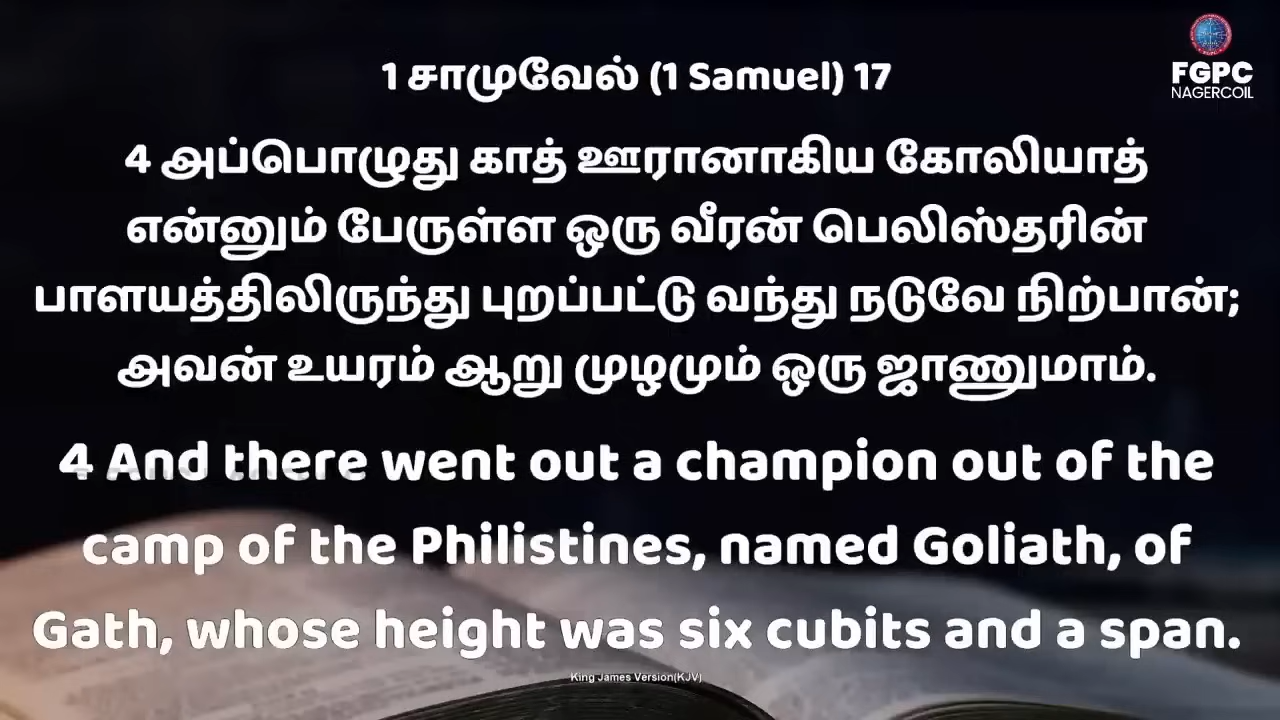 1 சாமுவேல் (1 Samuel) 17
FGPC
NAGERCOIL
4 அப்பொழுது காத் ஊரானாகிய கோலியாத்
என்னும் பேருள்ள ஒரு வீரன் பெலிஸ்தரின்
பாளயத்திலிருந்து புறப்பட்டு வந்து நடுவே நிற்பான்;
அவன் உயரம் ஆறு முழமும் ஒரு ஜாணுமாம்.
4 And there went out a champion out of the
camp of the Philistines, named Goliath, of
Gath, whose height was six cubits and a span.
King James Version(KJV)